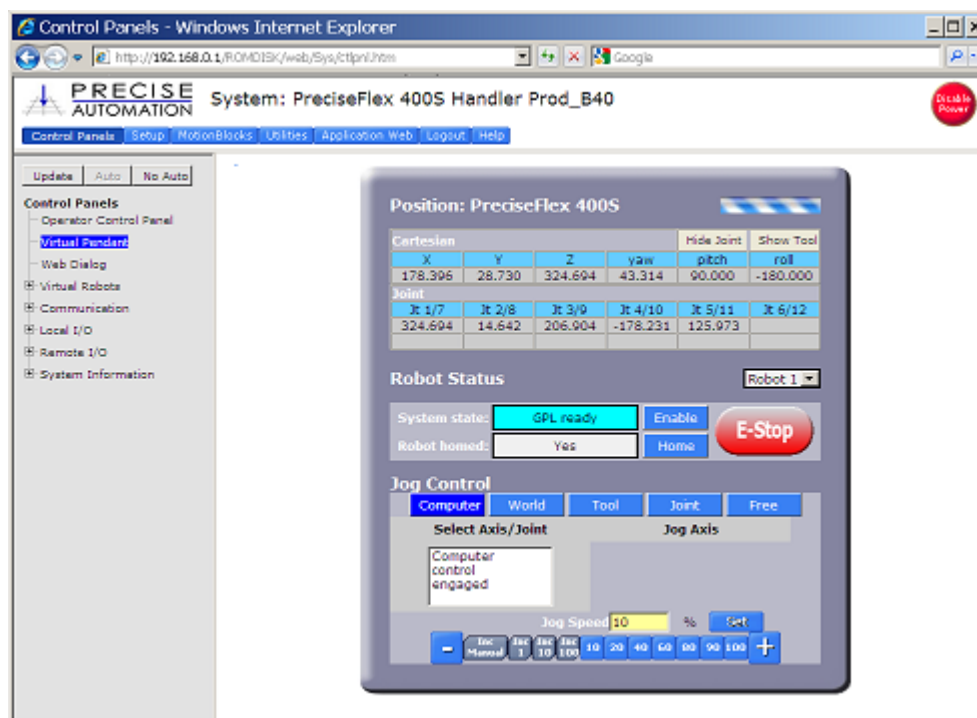 Control Panels - Windows Internet Explorer
http://192.168.0.1/ROMDISK/web/Sys/ctlpnl.htm
Google
PRECISE
AUTOMATION
System: PreciseFlex 400S Handler Prod_B40
Disable
Power
Control Panels Setup MotionBlocks Utilities Application Web Logout Help
Update Auto No Auto
Control Panels
Operator Control Panel
Virtual Pendant
Web Dialog
Virtual Robots
Communication
Local I/O
Remote I/O
System Information
Position: PreciseFlex 400S
Cartesian Hide Joint Show Tool
X Y Z yaw pitch roll
178.396 28.730 324.694 43.314 90.000 -180.000
Joint
Jt 1/7 Jt 2/8 Jt 3/9 Jt 4/10 Jt 5/11 Jt 6/12
324.694 14.642 206.904 -178.231 125.973
Robot Status Robot 1
System state: GPL ready Enable
E-Stop
Robot homed: Yes Home
Jog Control
Computer World Tool Joint Free
Select Axis/Joint Jog Axis
Computer
control
engaged
Jog Speed 10 % Set
- Inc Manual Inc 1 Inc 10 Inc 100 10 20 40 60 80 90 100 +